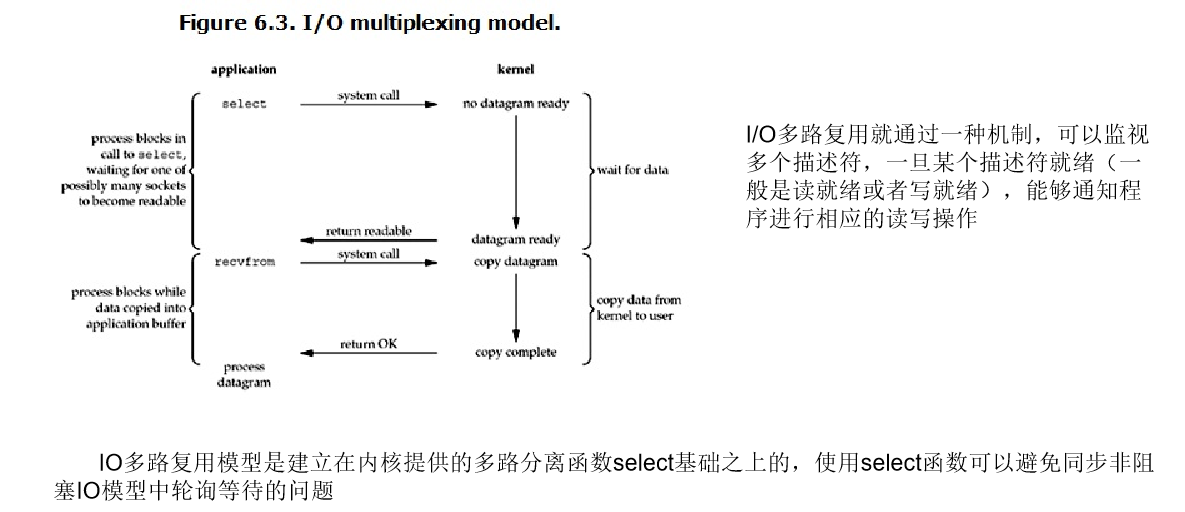 Figure 6.3. I/O multiplexing model.
application
kernel
select
system call
no datagram ready
process blocks in
call to select,
waiting for one of
possibly many sockets
to become readable
wait for data
return readable
datagram ready
recvfrom
system call
copy datagram
process blocks while
data copied into
application buffer
copy data from
kernel to user
return OK
copy complete
process
datagram
I/O多路复用就通过一种机制，可以监视
多个描述符，一旦某个描述符就绪（一
般是读就绪或者写就绪），能够通知程
序进行相应的读写操作
IO多路复用模型是建立在内核提供的多路分离函数select基础之上的，使用select函数可以避免同步非阻
塞IO模型中轮询等待的问题